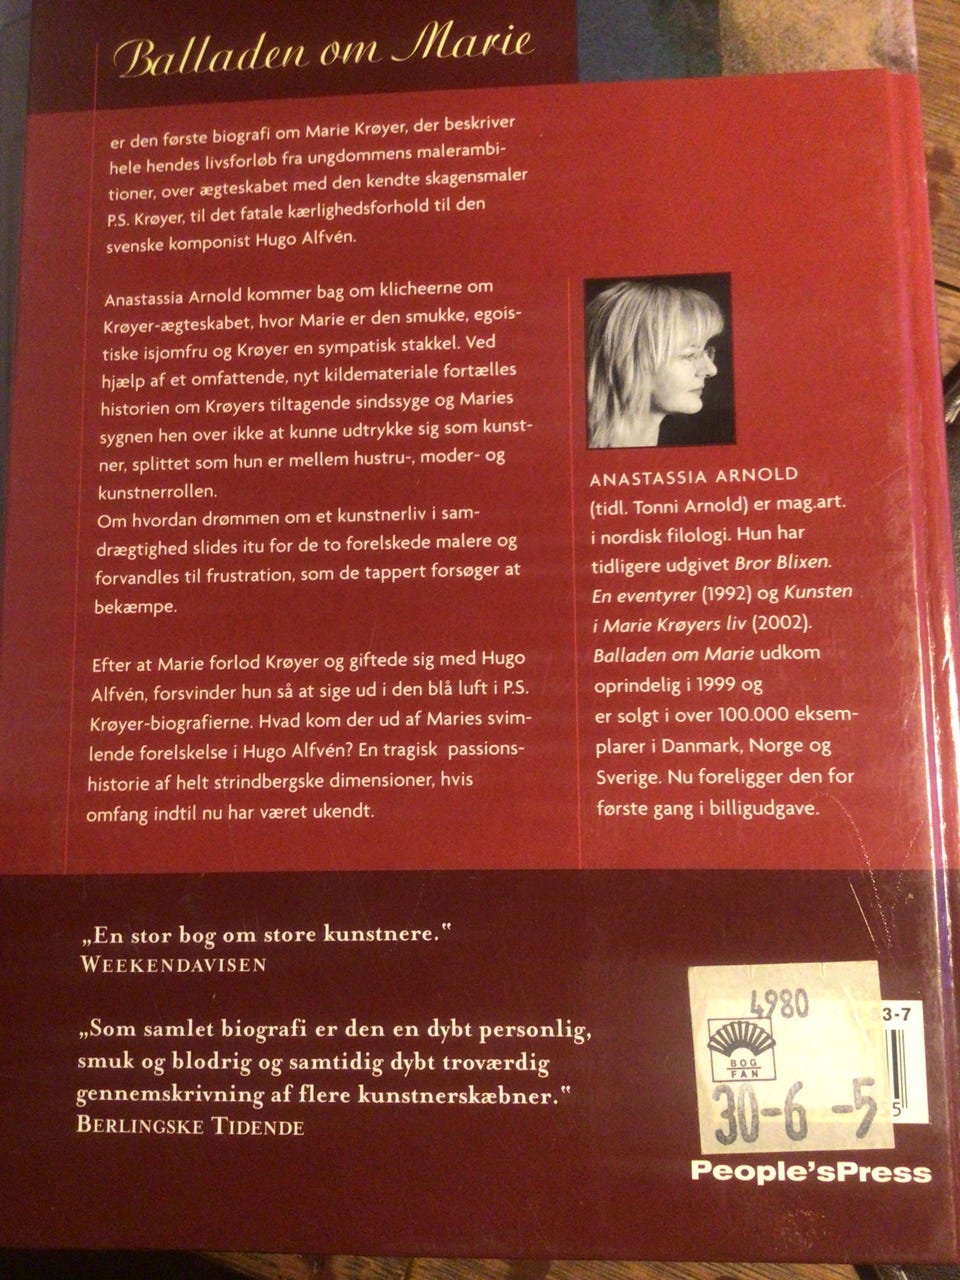 Balladen om Marie
er den første biografi om Marie Krøyer, der beskriver
hele hendes livsforløb fra ungdommens malerambi-
tioner, over ægteskabet med den kendte skagensmaler
P.S. Krøyer, til det fatale kærlighedsforhold til den
svenske komponist Hugo Alfvén.
Anastassia Arnold kommer bag om klicheerne om
Krøyer-ægteskabet, hvor Marie er den smukke, egois-
tiske isjomfru og Krøyer en sympatisk stakkel. Ved
hjælp af et omfattende, nyt kildemateriale fortælles
historien om Krøyers tiltagende sindssyge og Maries
sygnen hen over ikke at kunne udtrykke sig som kunst-
ner, splittet som hun er mellem hustru-, moder- og
kunstnerrollen.
Om hvordan drømmen om et kunstnerliv i sam-
drægtighed slides itu for de to forelskede malere og
forvandles til frustration, som de tappert forsøger at
bekæmpe.
Efter at Marie forlod Krøyer og giftede sig med Hugo
Alfvén, forsvinder hun så at sige ud i den blå luft i P.S.
Krøyer-biografierne. Hvad kom der ud af Maries svim-
lende forelskelse i Hugo Alfvén? En tragisk passions-
historie af helt strindbergske dimensioner, hvis
omfang indtil nu har været ukendt.
ANASTASSIA ARNOLD
(tidl. Tonni Arnold) er mag.art.
i nordisk filologi. Hun har
tidligere udgivet Bror Blixen.
En eventyrer (1992) og Kunsten
i Marie Krøyers liv (2002).
Balladen om Marie udkom
oprindelig i 1999 og
er solgt i over 100.000 eksem-
plarer i Danmark, Norge og
Sverige. Nu foreligger den for
første gang i billigudgave.
„En stor bog om store kunstnere.‟
WEEKENDAVISEN
„Som samlet biografi er den en dybt personlig,
smuk og blodrig og samtidig dybt troværdig
gennemskrivning af flere kunstnerskæbner.‟
BERLINGSKE TIDENDE
4980
3-7
BOG
FAN
30-6 -5
5
People'sPress